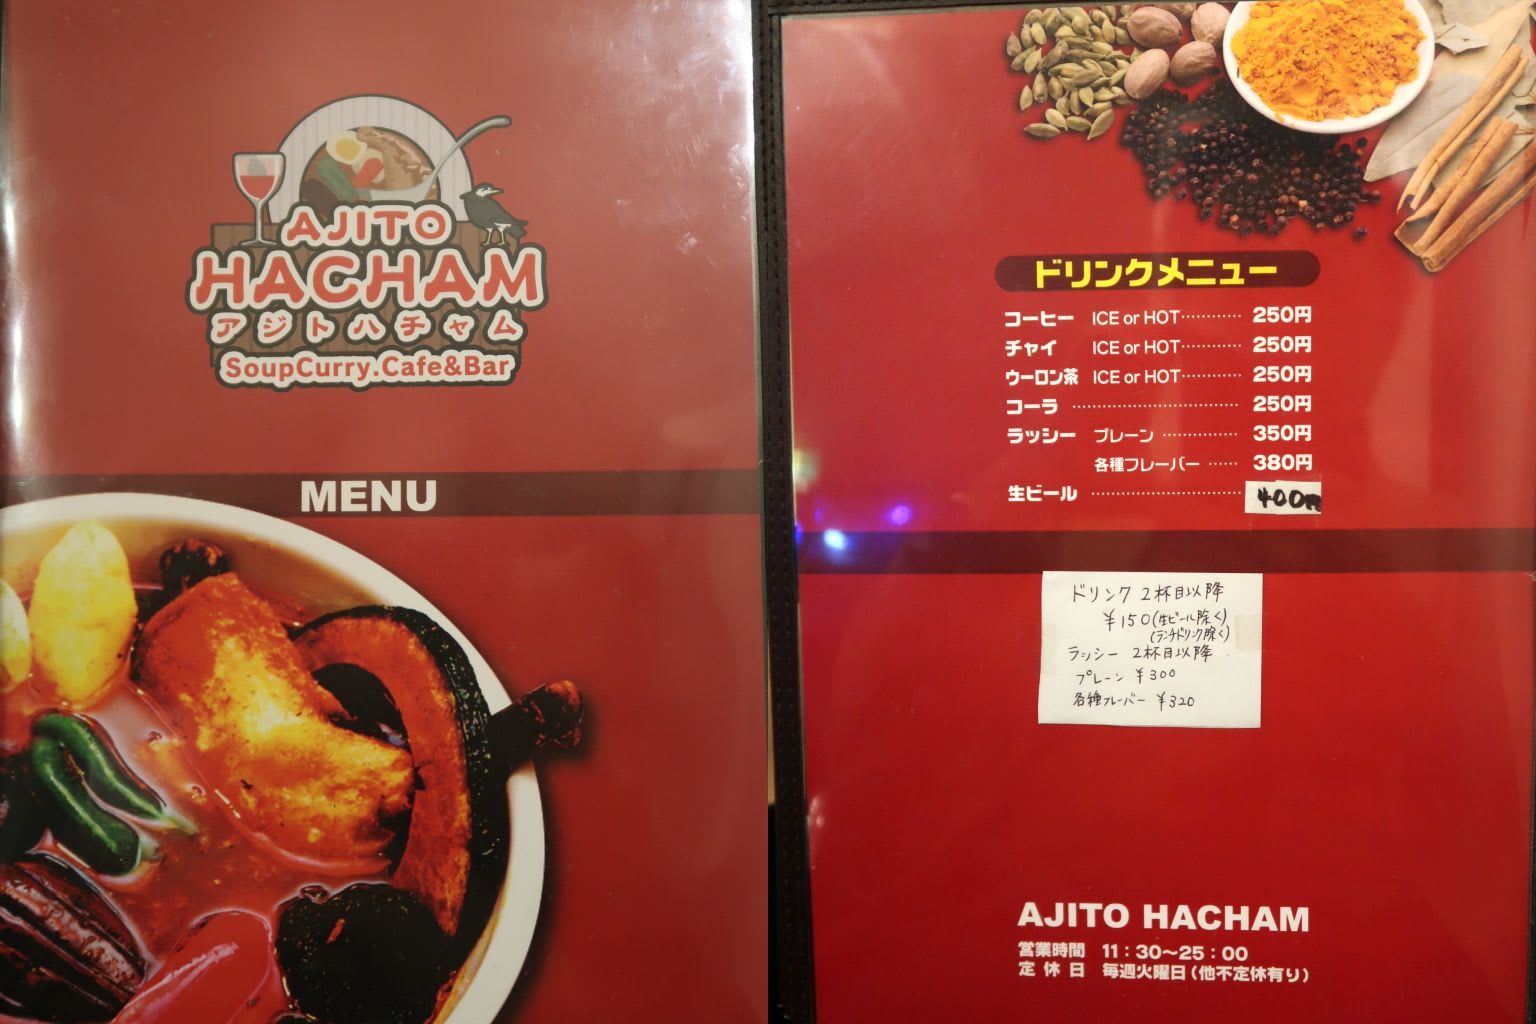 AJITO
HACHAM
アジトハチャム
SoupCurry.Cafe&Bar
MENU
ドリンクメニュー
コーヒー ICE or HOT………… 250円
チャイ ICE or HOT………… 250円
ウーロン茶 ICE or HOT………… 250円
コーラ ……………………………… 250円
ラッシー プレーン …………… 350円
各種フレーバー …… 380円
生ビール ………………………… 400円
ドリンク 2杯目以降
¥150(生ビール除く)
(ランチドリンク除く)
ラッシー 2杯目以降
プレーン ¥300
各種フレーバー ¥320
AJITO HACHAM
営業時間 11:30〜25:00
定休日 毎週火曜日(他不定休有り)